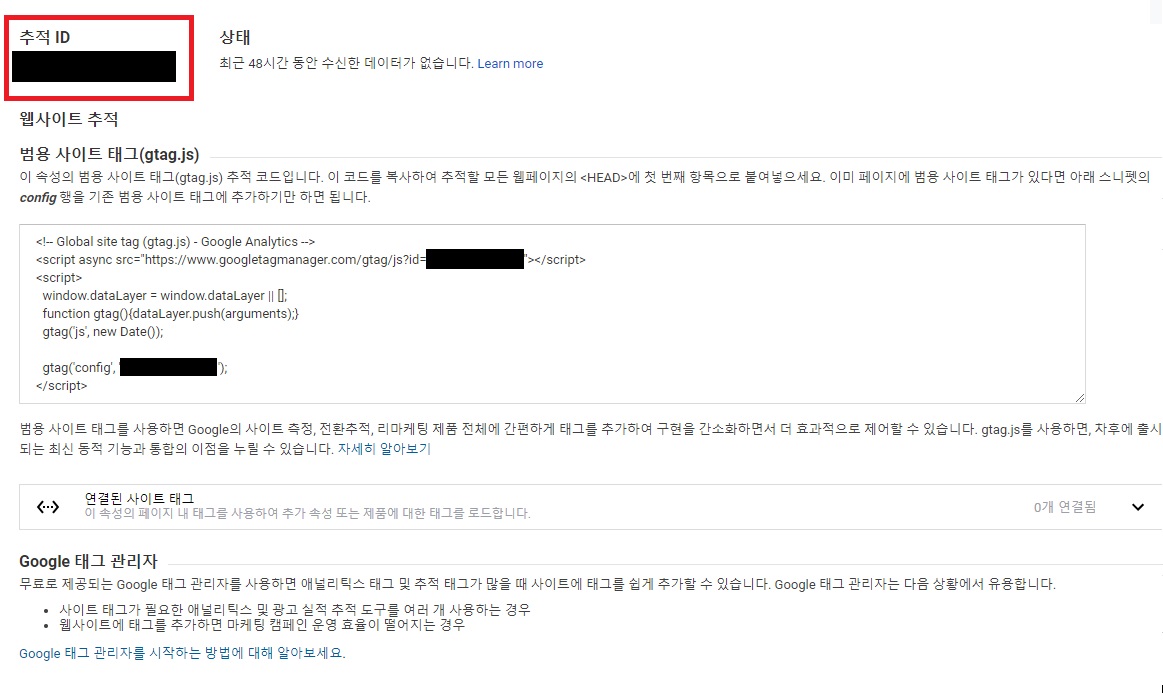 추적 ID
상태
최근 48시간 동안 수신한 데이터가 없습니다. Learn more
웹사이트 추적
범용 사이트 태그(gtag.js)
이 속성의 범용 사이트 태그(gtag.js) 추적 코드입니다. 이 코드를 복사하여 추적할 모든 웹페이지의 <HEAD>에 첫 번째 항목으로 붙여넣으세요. 이미 페이지에 범용 사이트 태그가 있다면 아래 스니펫의
config 행을 기존 범용 사이트 태그에 추가하기만 하면 됩니다.
<!-- Global site tag (gtag.js) - Google Analytics -->
<script async src="https://www.googletagmanager.com/gtag/js?id="></script>
<script>
window.dataLayer = window.dataLayer || [];
function gtag(){dataLayer.push(arguments);}
gtag('js', new Date());
gtag('config', '');
</script>
범용 사이트 태그를 사용하면 Google의 사이트 측정, 전환추적, 리마케팅 제품 전체에 간편하게 태그를 추가하여 구현을 간소화하면서 더 효과적으로 제어할 수 있습니다. gtag.js를 사용하면, 차후에 출시
되는 최신 동적 기능과 통합의 이점을 누릴 수 있습니다. 자세히 알아보기
연결된 사이트 태그
이 속성의 페이지 내 태그를 사용하여 추가 속성 또는 제품에 대한 태그를 로드합니다.
0개 연결됨
Google 태그 관리자
무료로 제공되는 Google 태그 관리자를 사용하면 애널리틱스 태그 및 추적 태그가 많을 때 사이트에 태그를 쉽게 추가할 수 있습니다. Google 태그 관리자는 다음 상황에서 유용합니다.
• 사이트 태그가 필요한 애널리틱스 및 광고 실적 추적 도구를 여러 개 사용하는 경우
• 웹사이트에 태그를 추가하면 마케팅 캠페인 운영 효율이 떨어지는 경우
Google 태그 관리자를 시작하는 방법에 대해 알아보세요.